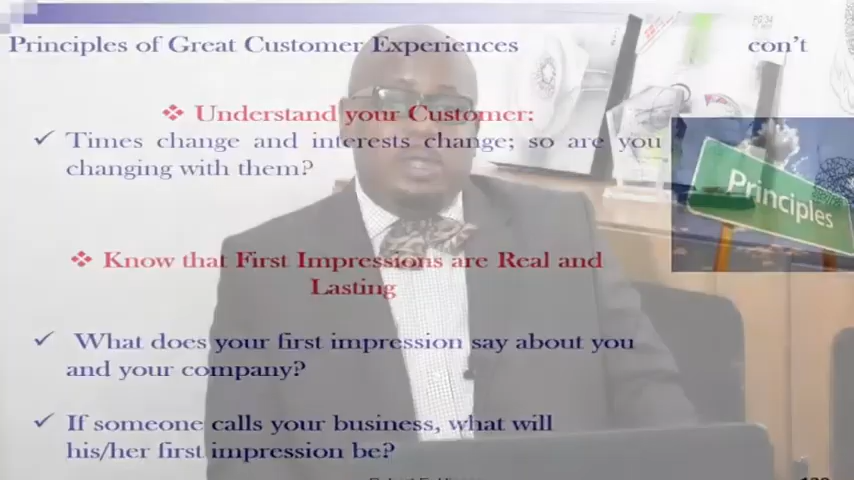 Principles of Great Customer Experiences con't
❖ Understand your Customer:
✓ Times change and interests change; so are you
changing with them?
Principles
❖ Know that First Impressions are Real and
Lasting
✓ What does your first impression say about you
and your company?
✓ If someone calls your business, what will
his/her first impression be?